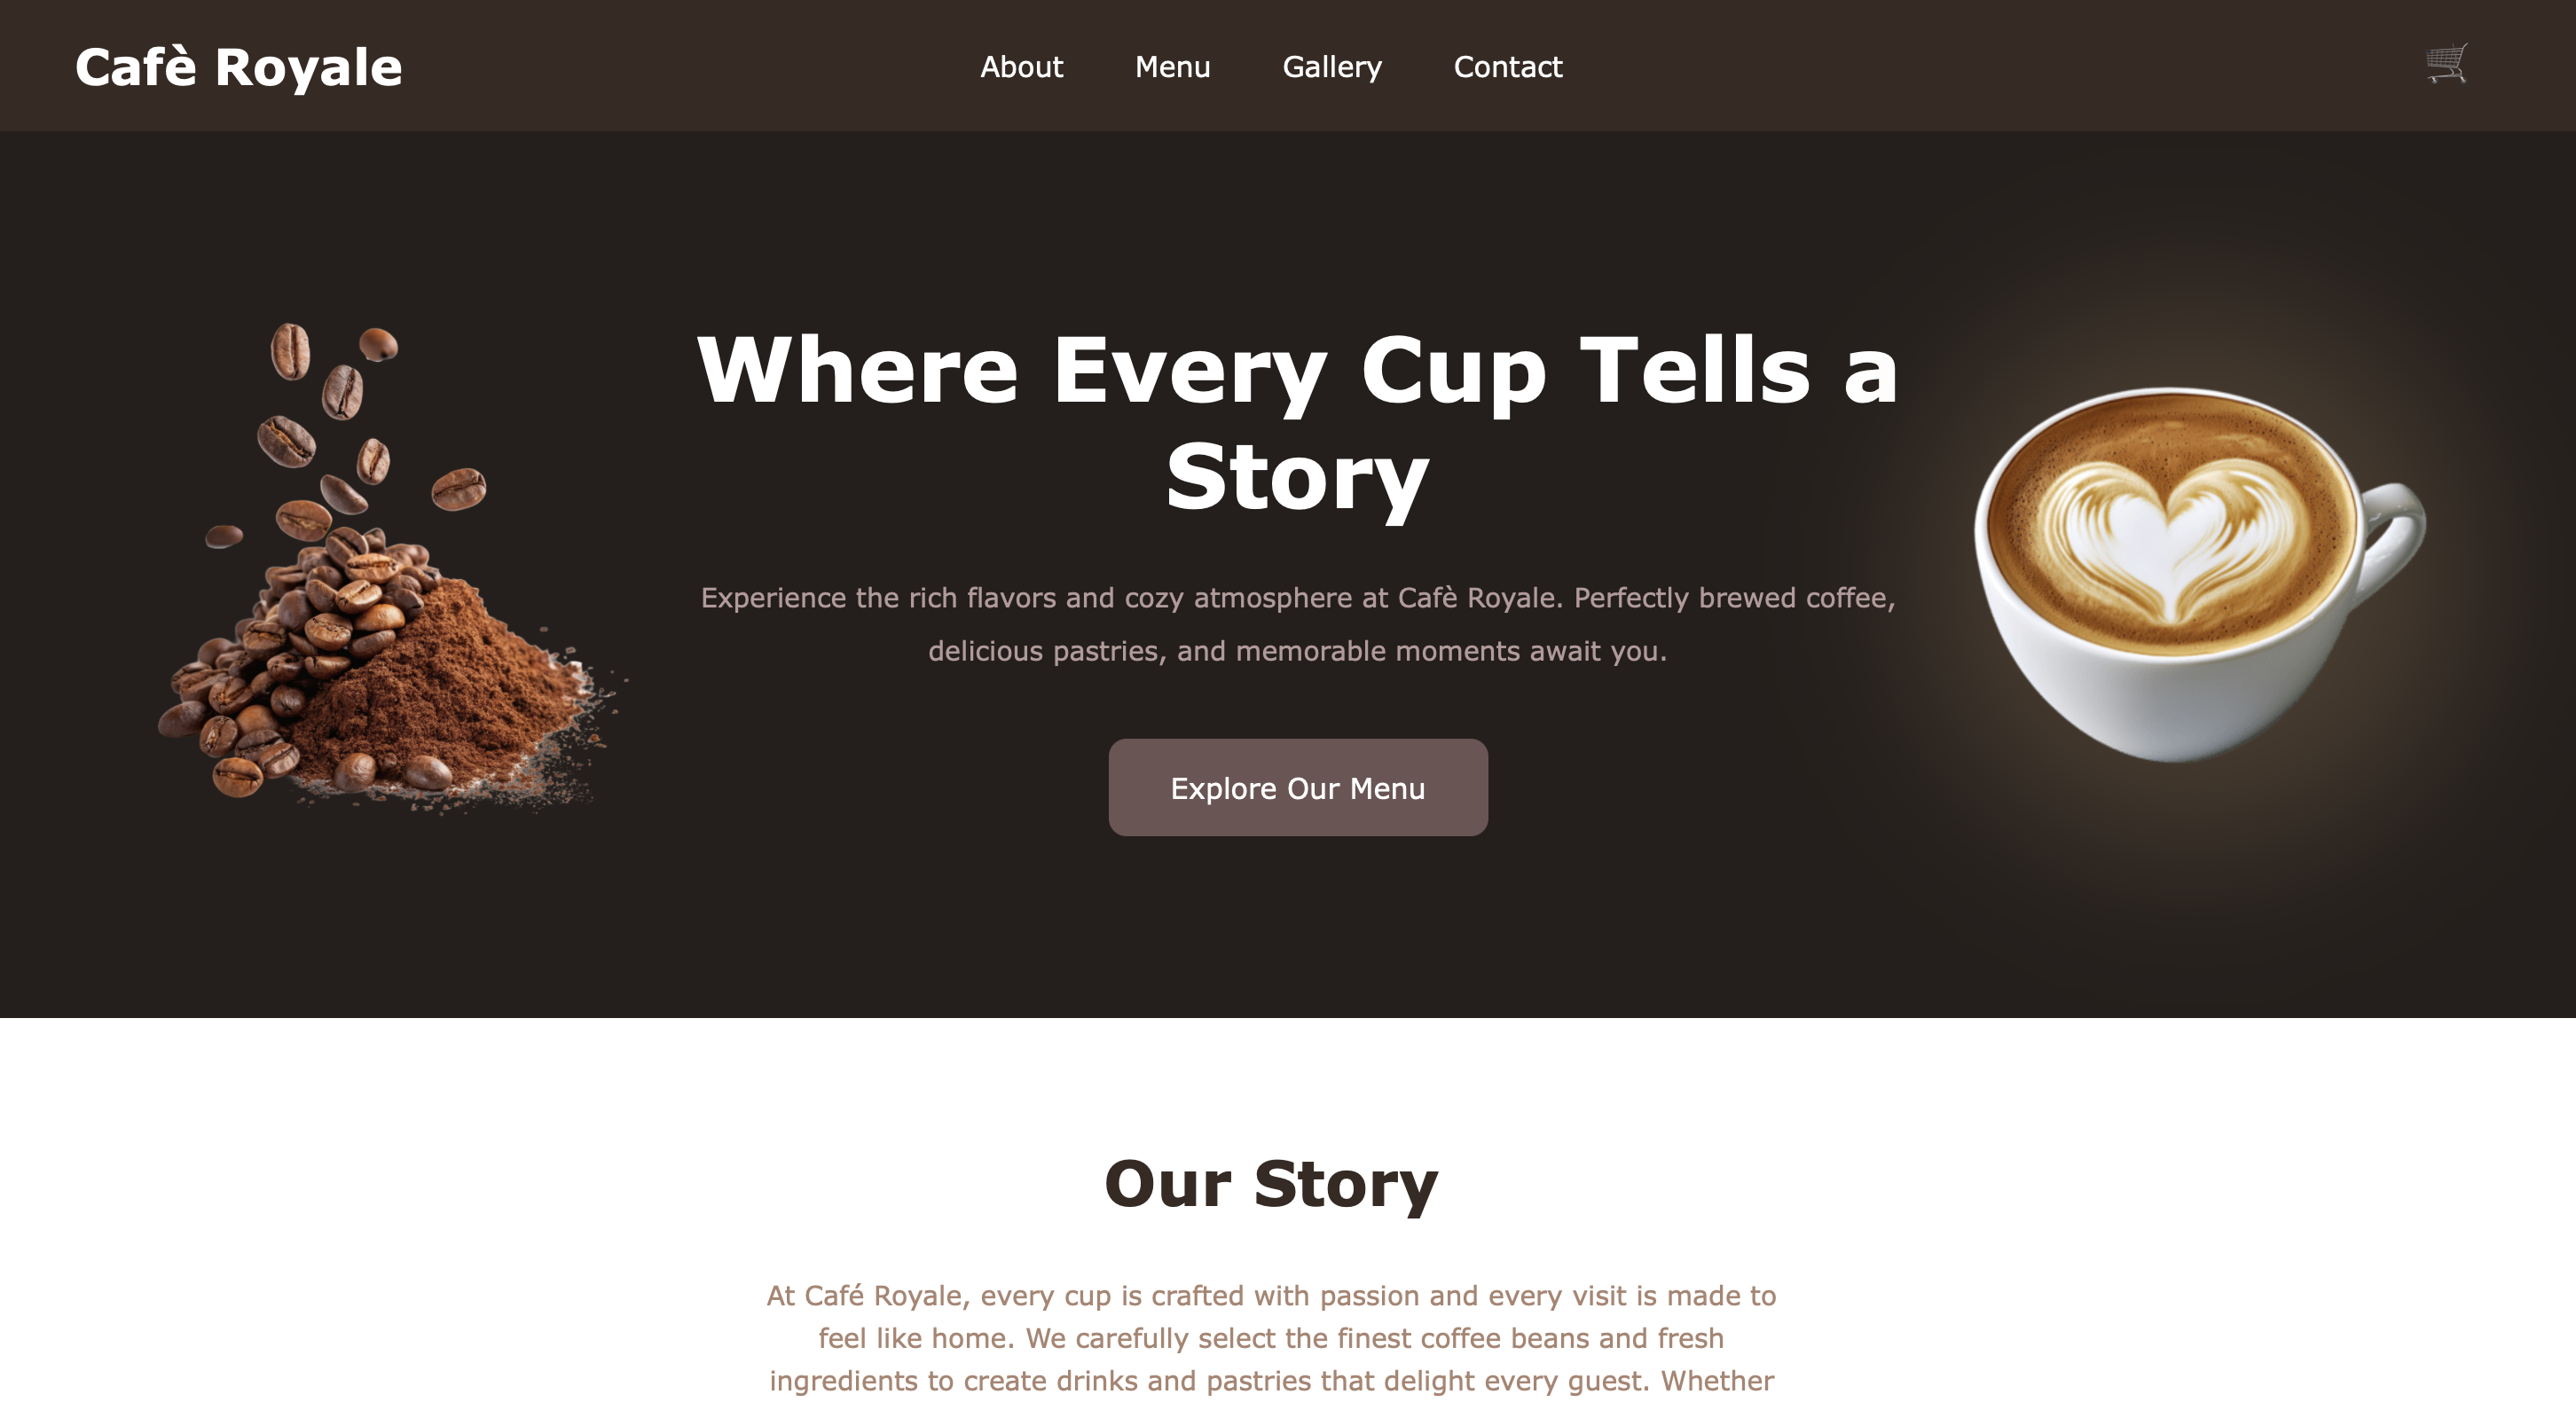 Cafè Royale
About Menu Gallery Contact
Where Every Cup Tells a
Story
Experience the rich flavors and cozy atmosphere at Cafè Royale. Perfectly brewed coffee,
delicious pastries, and memorable moments await you.
Explore Our Menu
Our Story
At Café Royale, every cup is crafted with passion and every visit is made to
feel like home. We carefully select the finest coffee beans and fresh
ingredients to create drinks and pastries that delight every guest. Whether